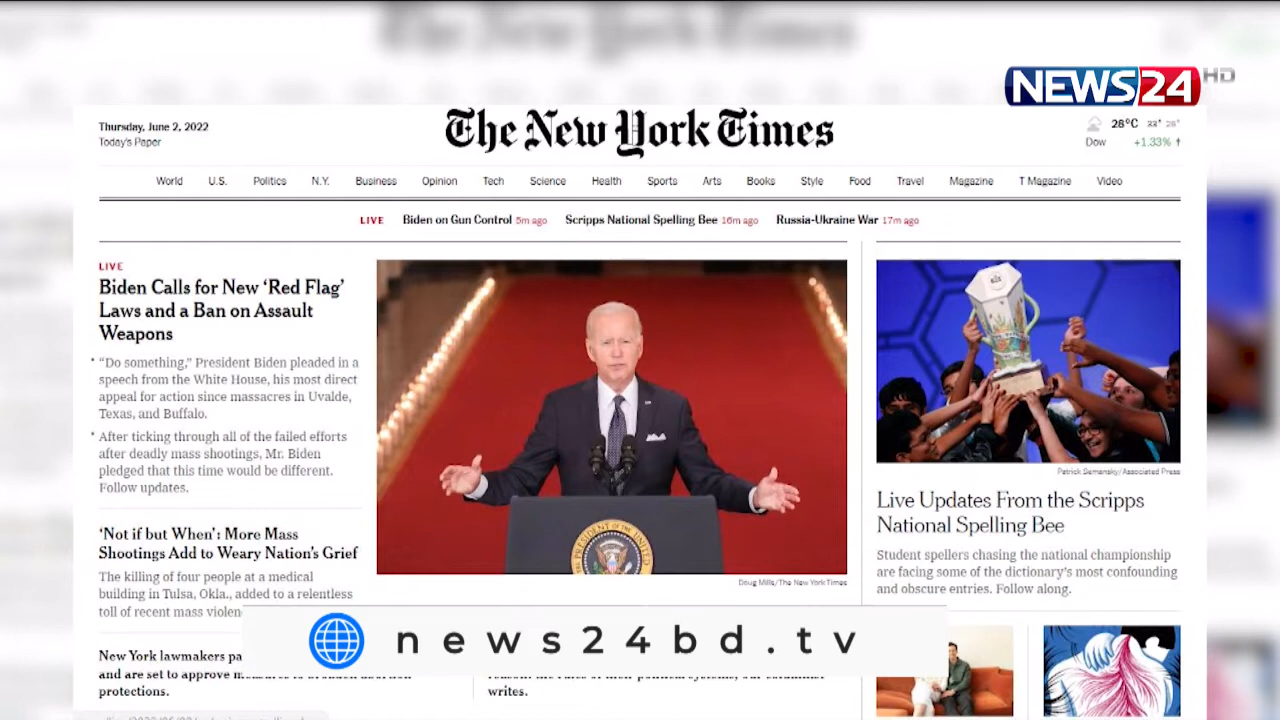 The New York Times
NEWS24 HD
Thursday, June 2, 2022
Today's Paper
The New York Times
28°C 33° 26°
Dow +1.33% ↑
World U.S. Politics N.Y. Business Opinion Tech Science Health Sports Arts Books Style Food Travel Magazine T Magazine Video
LIVE Biden on Gun Control 5m ago Scripps National Spelling Bee 16m ago Russia-Ukraine War 17m ago
LIVE
Biden Calls for New ‘Red Flag’
Laws and a Ban on Assault
Weapons
• “Do something,” President Biden pleaded in a
speech from the White House, his most direct
appeal for action since massacres in Uvalde,
Texas, and Buffalo.
• After ticking through all of the failed efforts
after deadly mass shootings, Mr. Biden
pledged that this time would be different.
Follow updates.
‘Not if but When’: More Mass
Shootings Add to Weary Nation’s Grief
The killing of four people at a medical
building in Tulsa, Okla., added to a relentless
toll of recent mass violen
New York lawmakers pa
and are set to approve
protections.
PRESIDENT OF THE UNITED
Doug Mills/The New York Times
Patrick Semansky/Associated Press
Live Updates From the Scripps
National Spelling Bee
Student spellers chasing the national championship
are facing some of the dictionary’s most confounding
and obscure entries. Follow along.
writes.
news24bd.tv